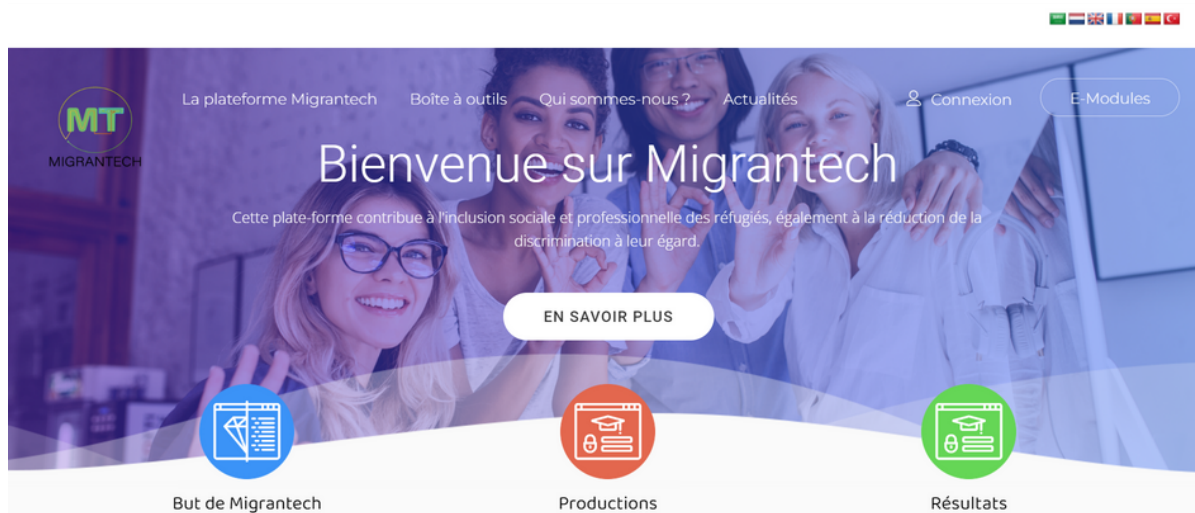 La plateforme Migrantech
Boîte à outils
Qui sommes-nous ?
Actualités
Connexion
E-Modules
MT
MIGRANTECH
Bienvenue sur Migrantech
Cette plate-forme contribue à l'inclusion sociale et professionnelle des réfugiés, également à la réduction de la
discrimination à leur égard.
EN SAVOIR PLUS
But de Migrantech
Productions
Résultats